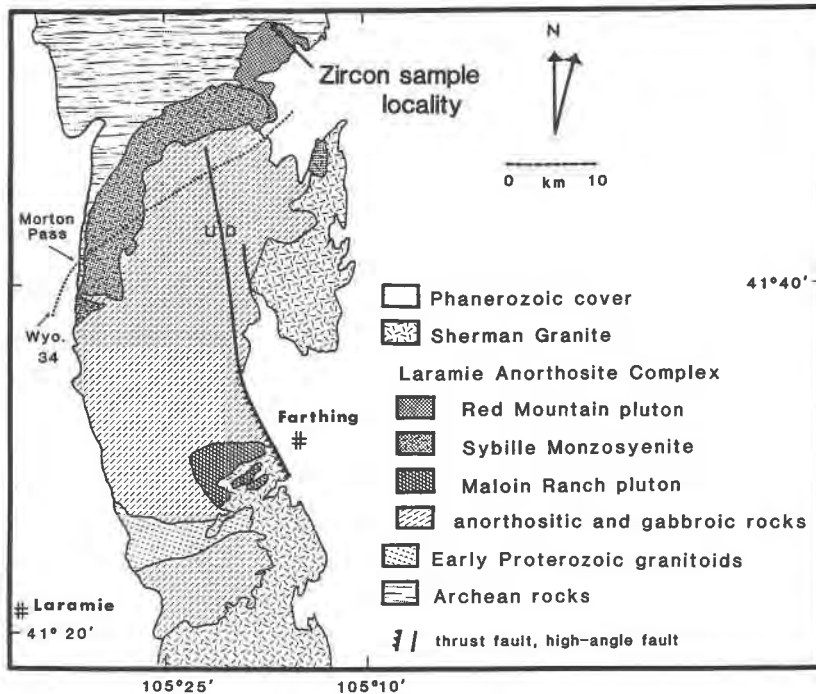 N
Zircon sample
locality
0 km 10
Morton
Pass
U D
41°40'
Wyo.
34
Phanerozoic cover
Sherman Granite
Laramie Anorthosite Complex
Red Mountain pluton
Farthing
#
Sybille Monzosyenite
Maloin Ranch pluton
anorthositic and gabbroic rocks
Early Proterozoic granitoids
Archean rocks
# Laramie
41° 20'
thrust fault, high-angle fault
105°25' 105°10'